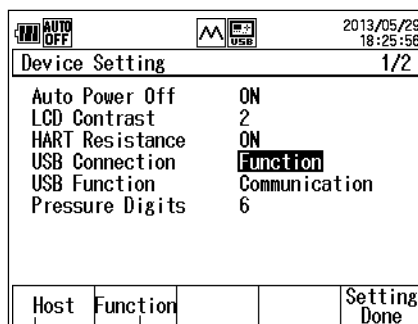 AUTO
OFF
USB
2013/05/29
18:25:56
Device Setting 1/2
Auto Power Off ON
LCD Contrast 2
HART Resistance ON
USB Connection Function
USB Function Communication
Pressure Digits 6
Host Function Setting
Done